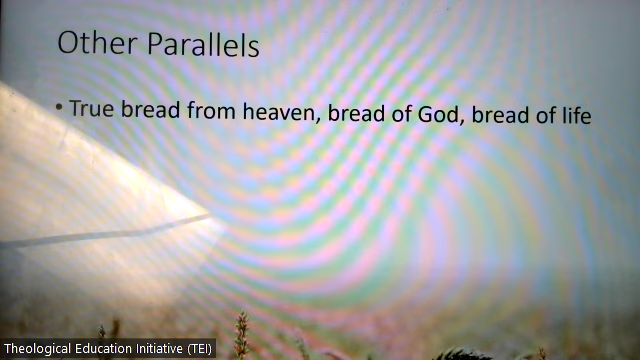 Other Parallels
• True bread from heaven, bread of God, bread of life
Theological Education Initiative (TEI)